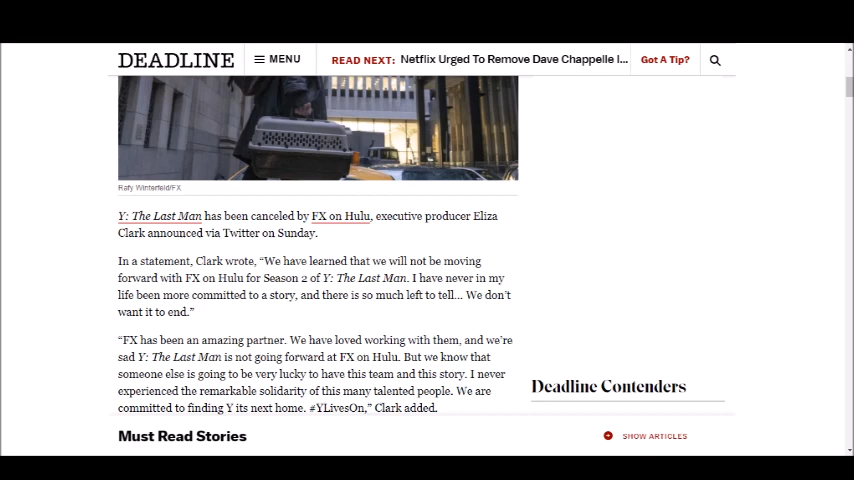 DEADLINE
MENU
READ NEXT: Netflix Urged To Remove Dave Chappelle I...
Got A Tip?
Rafy Winterfeld/FX
Y: The Last Man has been canceled by FX on Hulu, executive producer Eliza
Clark announced via Twitter on Sunday.
In a statement, Clark wrote, “We have learned that we will not be moving
forward with FX on Hulu for Season 2 of Y: The Last Man. I have never in my
life been more committed to a story, and there is so much left to tell... We don’t
want it to end.”
“FX has been an amazing partner. We have loved working with them, and we’re
sad Y: The Last Man is not going forward at FX on Hulu. But we know that
someone else is going to be very lucky to have this team and this story. I never
experienced the remarkable solidarity of this many talented people. We are
committed to finding Y its next home. #YLivesOn,” Clark added.
Deadline Contenders
Must Read Stories
SHOW ARTICLES